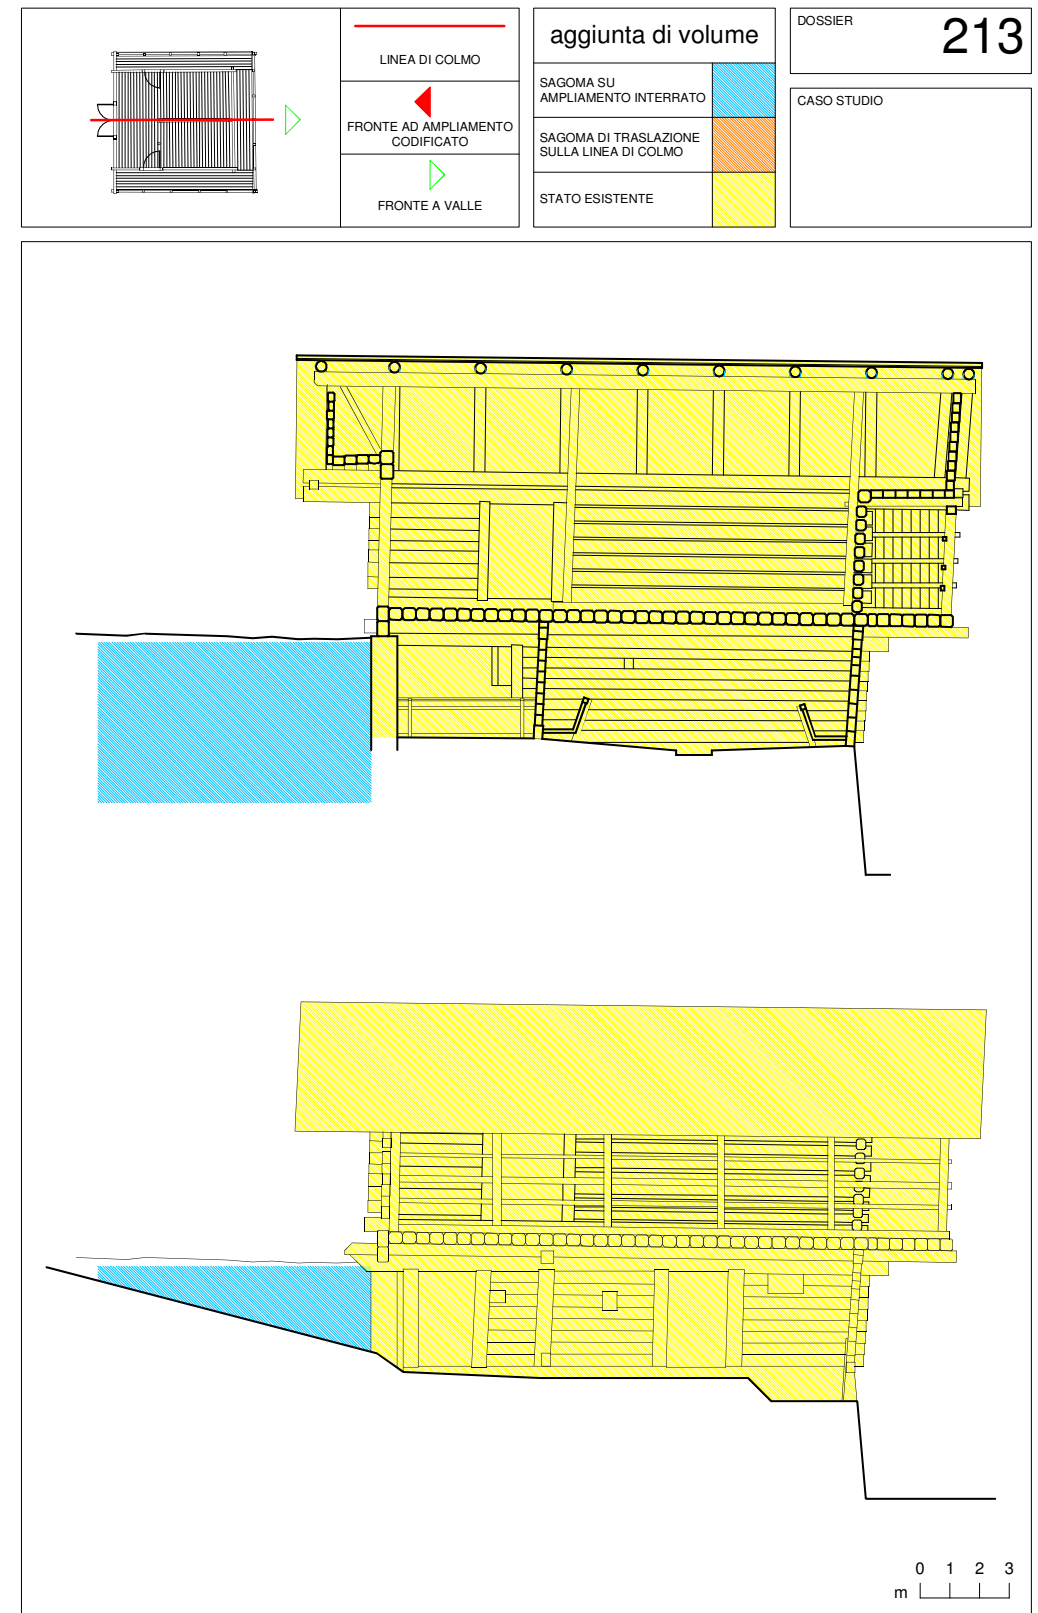 LINEA DI COLMO
FRONTE AD AMPLIAMENTO
CODIFICATO
FRONTE A VALLE
aggiunta di volume
SAGOMA SU
AMPLIAMENTO INTERRATO
SAGOMA DI TRASLAZIONE
SULLA LINEA DI COLMO
STATO ESISTENTE
DOSSIER
213
CASO STUDIO
0 1 2 3
m